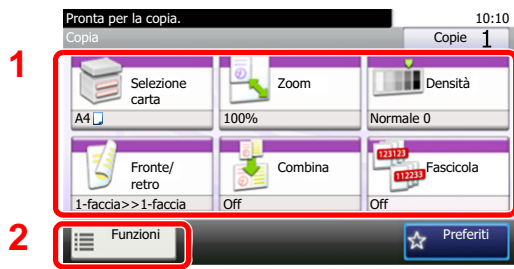 Pronta per la copia. 10:10
Copia Copie 1
1
Selezione carta
A4
Zoom
100%
Densità
Normale 0
Fronte/
retro
1-faccia>>1-faccia
123123
112233
Combina
Off
Fascicola
Off
2
Funzioni
Preferiti